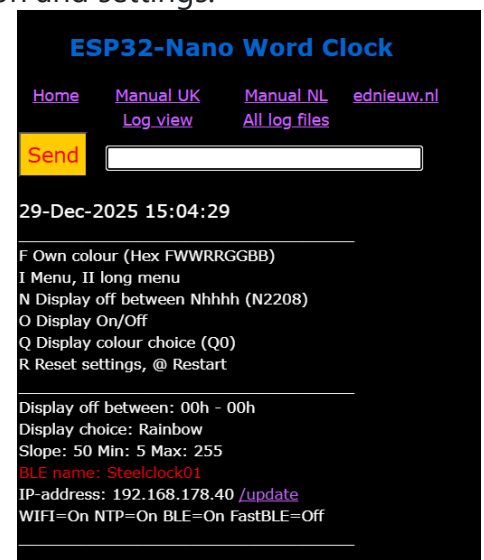 on and settings.
ESP32-Nano Word Clock
Home Manual UK Manual NL ednieuw.nl
Log view All log files
Send
29-Dec-2025 15:04:29
F Own colour (Hex FWWRRGGBB)
I Menu, II long menu
N Display off between Nhhhh (N2208)
O Display On/Off
Q Display colour choice (Q0)
R Reset settings, @ Restart
Display off between: 00h - 00h
Display choice: Rainbow
Slope: 50 Min: 5 Max: 255
BLE name: Steelclock01
IP-address: 192.168.178.40 /update
WIFI=On NTP=On BLE=On FastBLE=Off